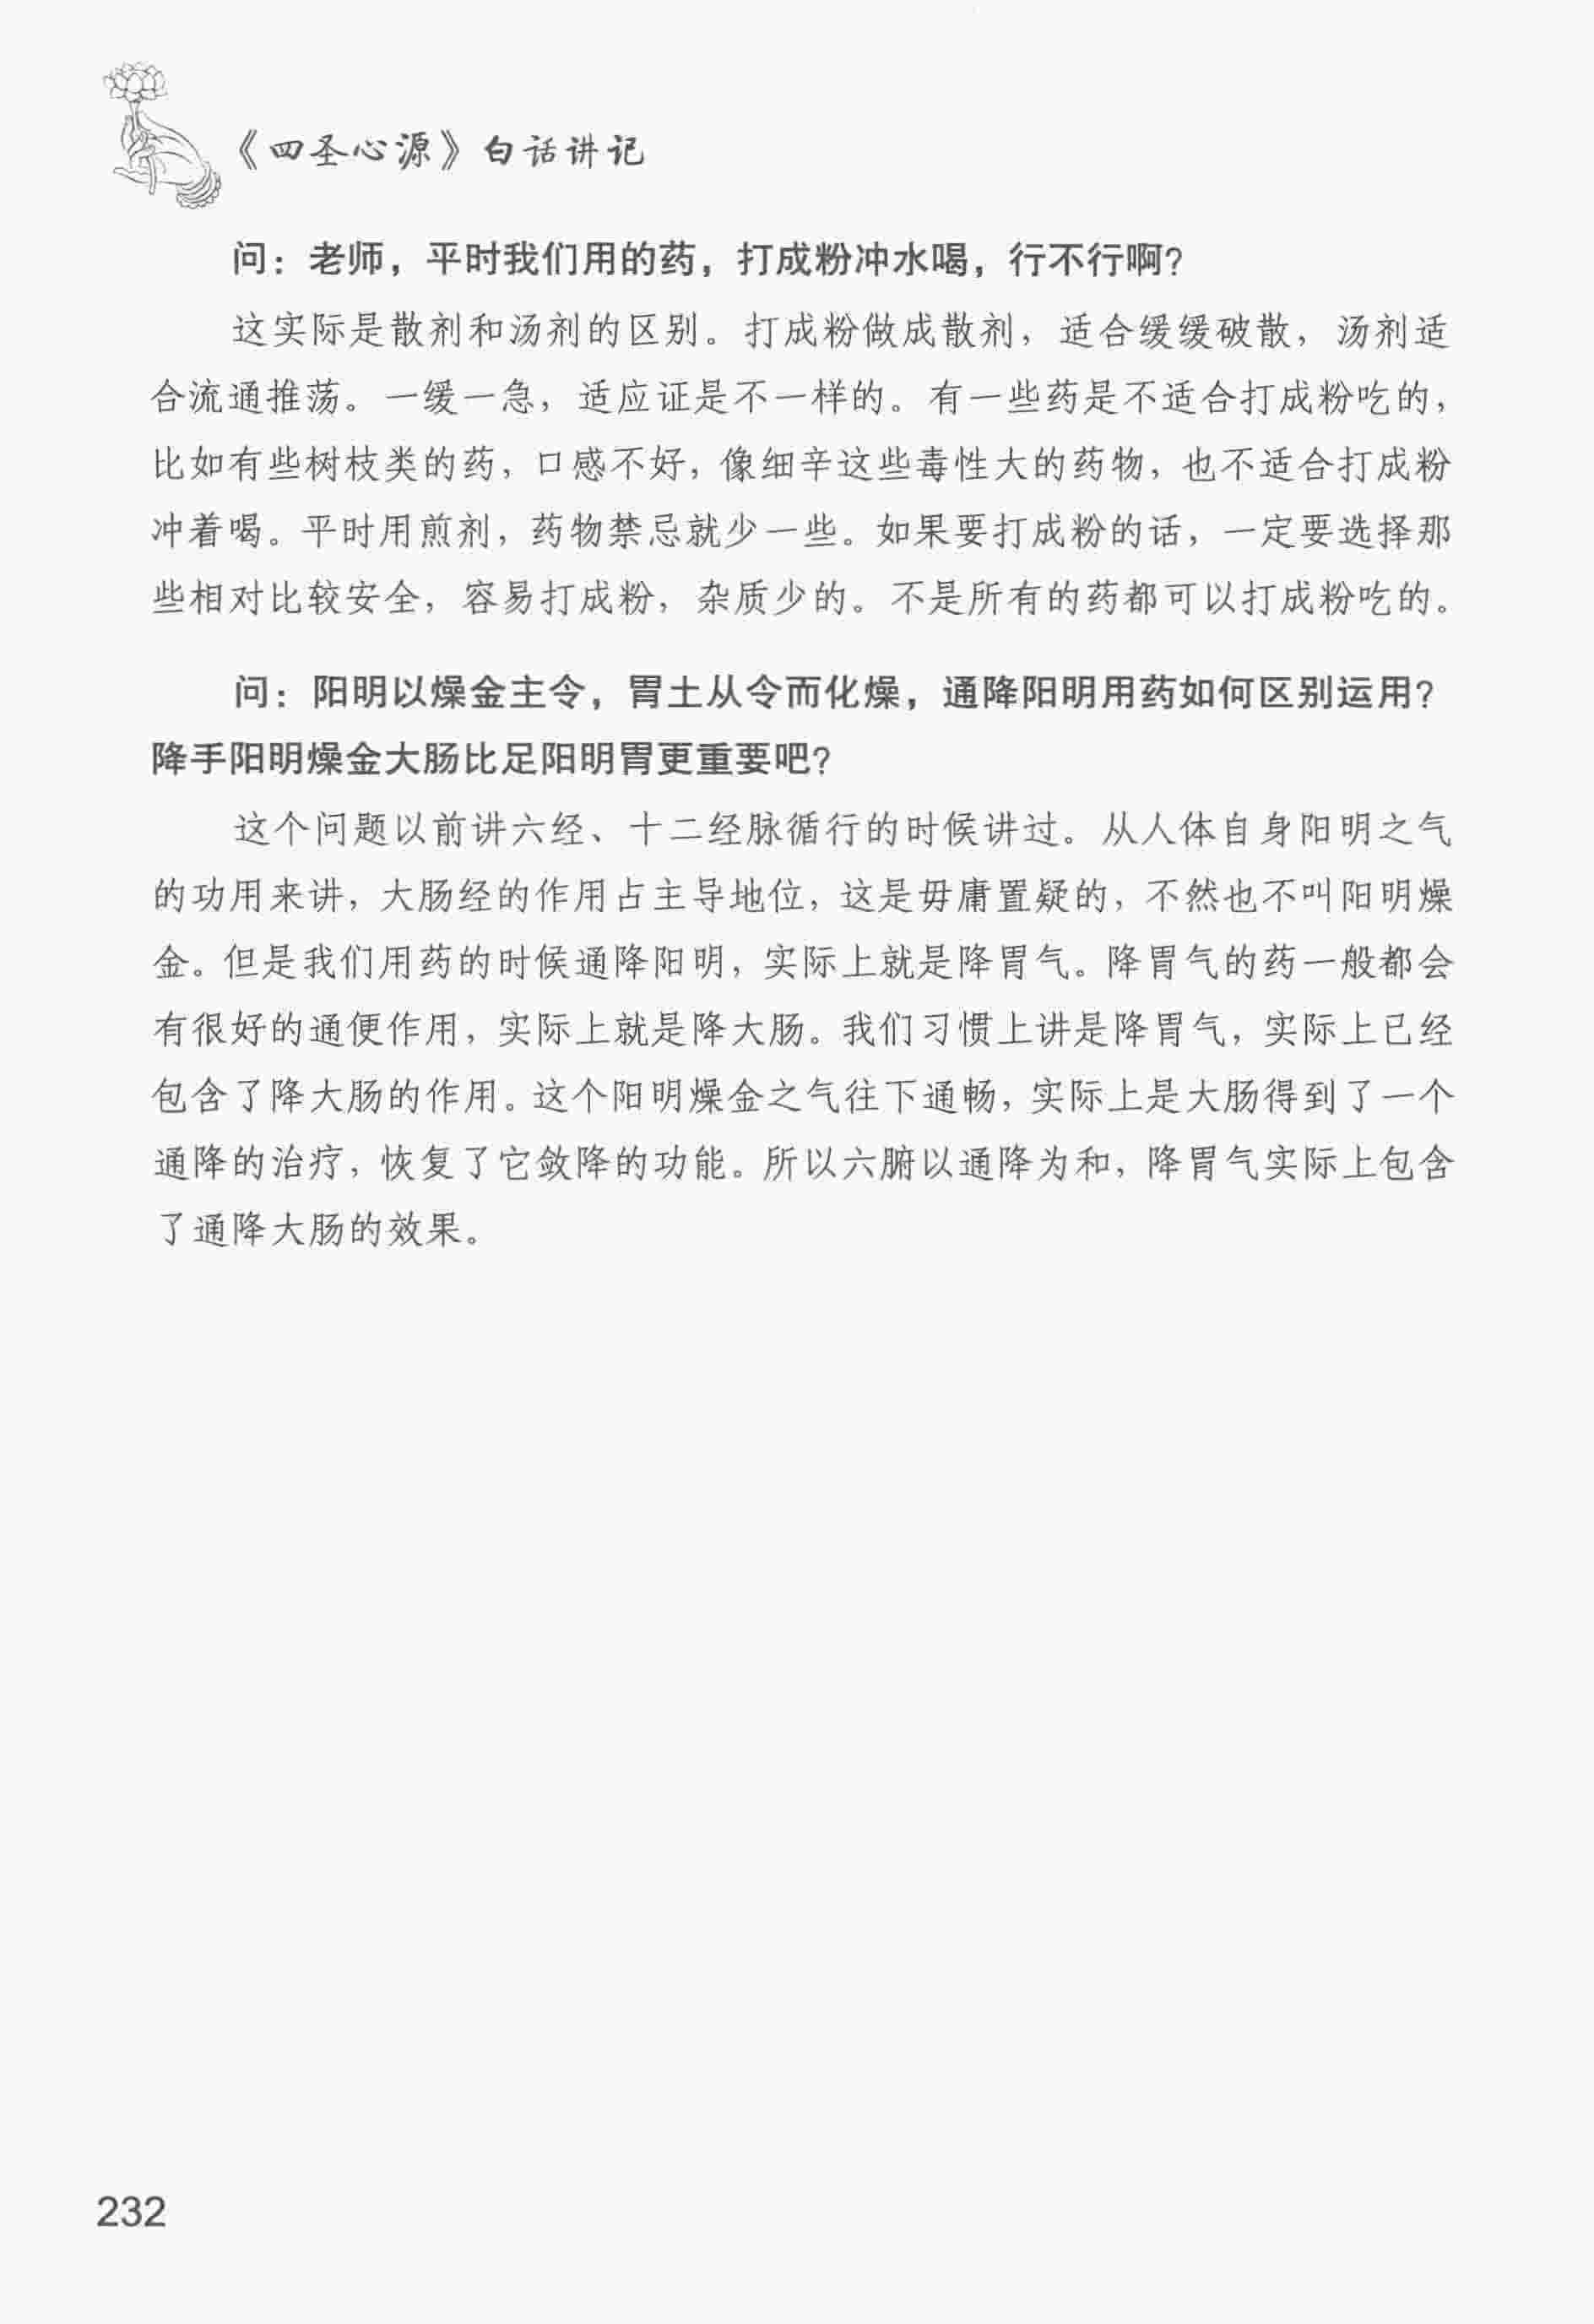 《四圣心源》白话讲记
问：老师，平时我们用的药，打成粉冲水喝，行不行啊？
这实际是散剂和汤剂的区别。打成粉做成散剂，适合缓缓破散，汤剂适
合流通推荡。一缓一急，适应证是不一样的。有一些药是不适合打成粉吃的，
比如有些树枝类的药，口感不好，像细辛这些毒性大的药物，也不适合打成粉
冲着喝。平时用煎剂，药物禁忌就少一些。如果要打成粉的话，一定要选择那
些相对比较安全，容易打成粉，杂质少的。不是所有的药都可以打成粉吃的。
问：阳明以燥金主令，胃土从令而化燥，通降阳明用药如何区别运用？
降手阳明燥金大肠比足阳明胃更重要吧？
这个问题以前讲六经、十二经脉循行的时候讲过。从人体自身阳明之气
的功用来讲，大肠经的作用占主导地位，这是毋庸置疑的，不然也不叫阳明燥
金。但是我们用药的时候通降阳明，实际上就是降胃气。降胃气的药一般都会
有很好的通便作用，实际上就是降大肠。我们习惯上讲是降胃气，实际上已经
包含了降大肠的作用。这个阳明燥金之气往下通畅，实际上是大肠得到了一个
通降的治疗，恢复了它敛降的功能。所以六腑以通降为和，降胃气实际上包含
了通降大肠的效果。
232